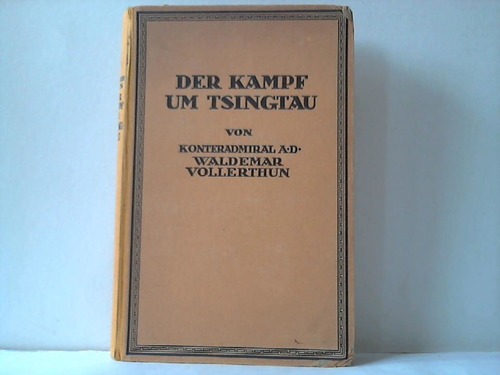 DER KAMPF
UM TSINGTAU
VON
KONTERADMIRAL A·D·
WALDEMAR
VOLLERTHUN